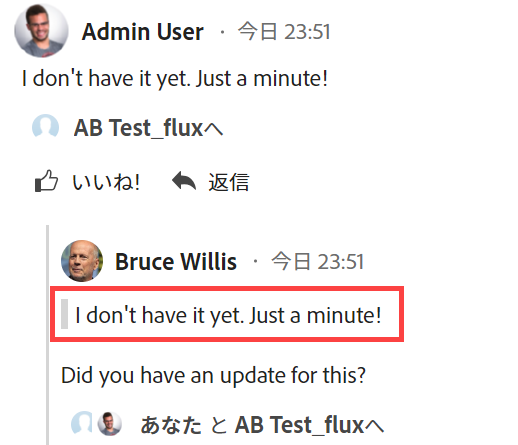 Admin User · 今日 23:51
I don't have it yet. Just a minute!
AB Test_fluxへ
いいね! 返信
Bruce Willis · 今日 23:51
I don't have it yet. Just a minute!
Did you have an update for this?
あなた と AB Test_fluxへ